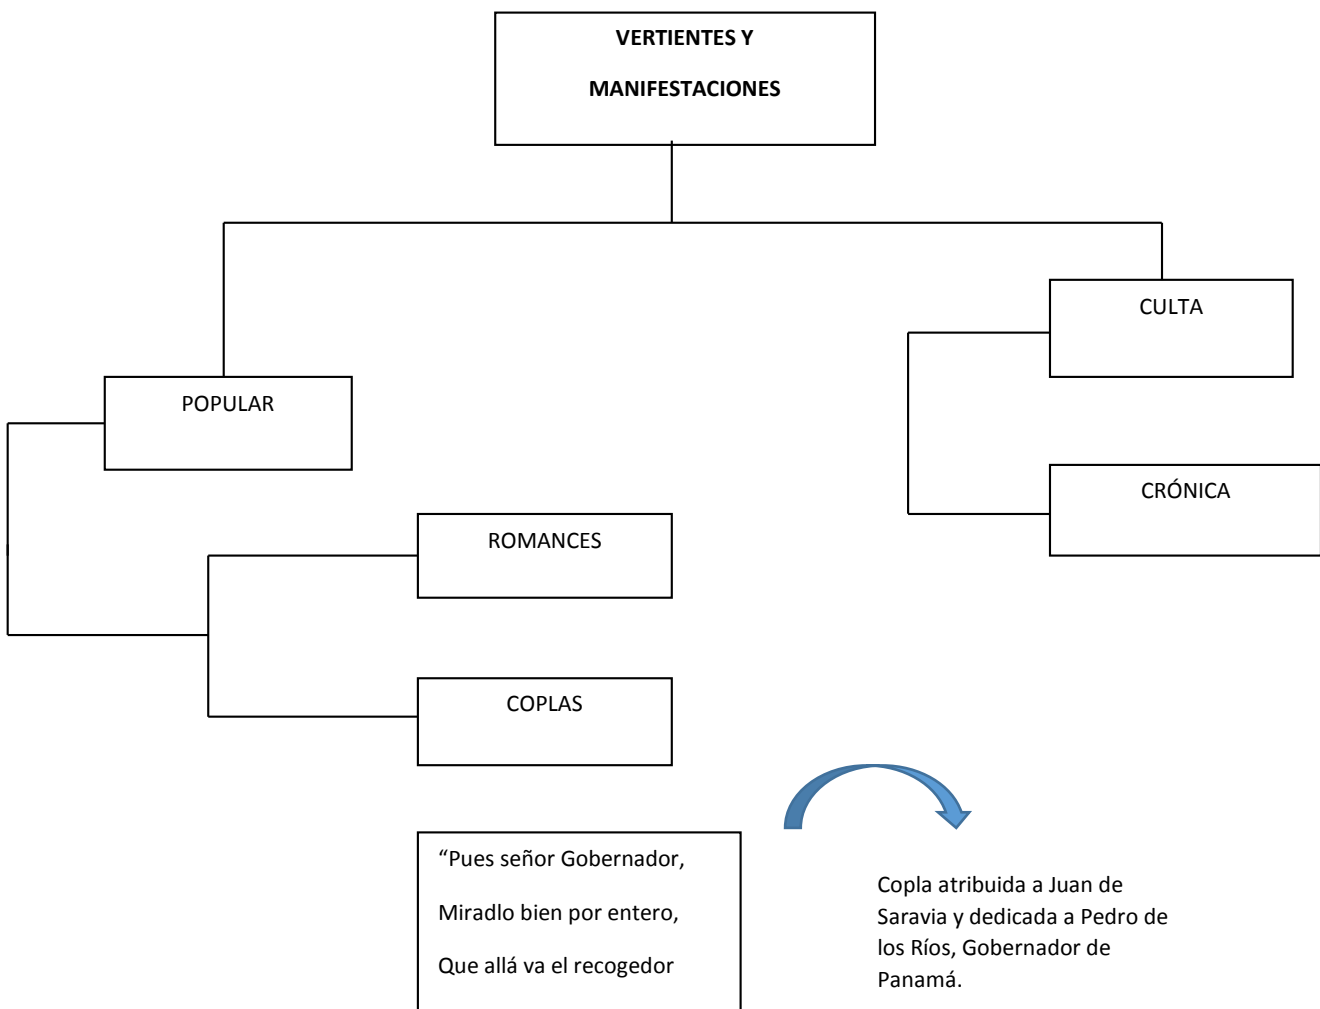 VERTIENTES Y
MANIFESTACIONES
CULTA
POPULAR
CRÓNICA
ROMANCES
COPLAS
“Pues señor Gobernador,
Miradlo bien por entero,
Que allá va el recogedor
Copla atribuida a Juan de
Saravia y dedicada a Pedro de
los Ríos, Gobernador de
Panamá.